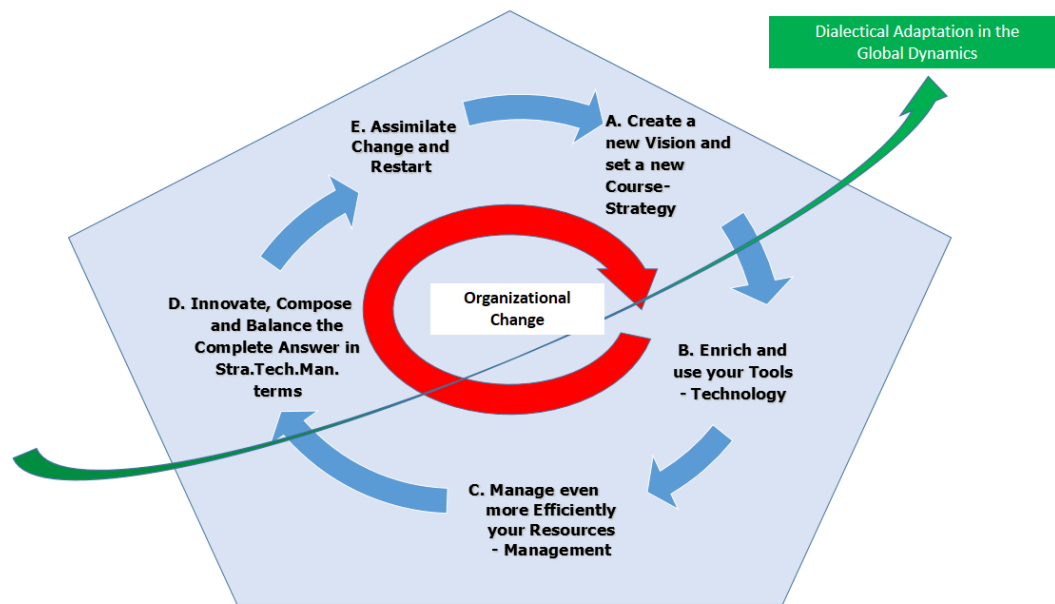 Dialectical Adaptation in the
Global Dynamics
E. Assimilate
Change and
Restart
A. Create a
new Vision and
set a new
Course-
Strategy
Organizational
Change
D. Innovate, Compose
and Balance the
Complete Answer in
Stra.Tech.Man.
terms
B. Enrich and
use your Tools
- Technology
C. Manage even
more Efficiently
your Resources
- Management